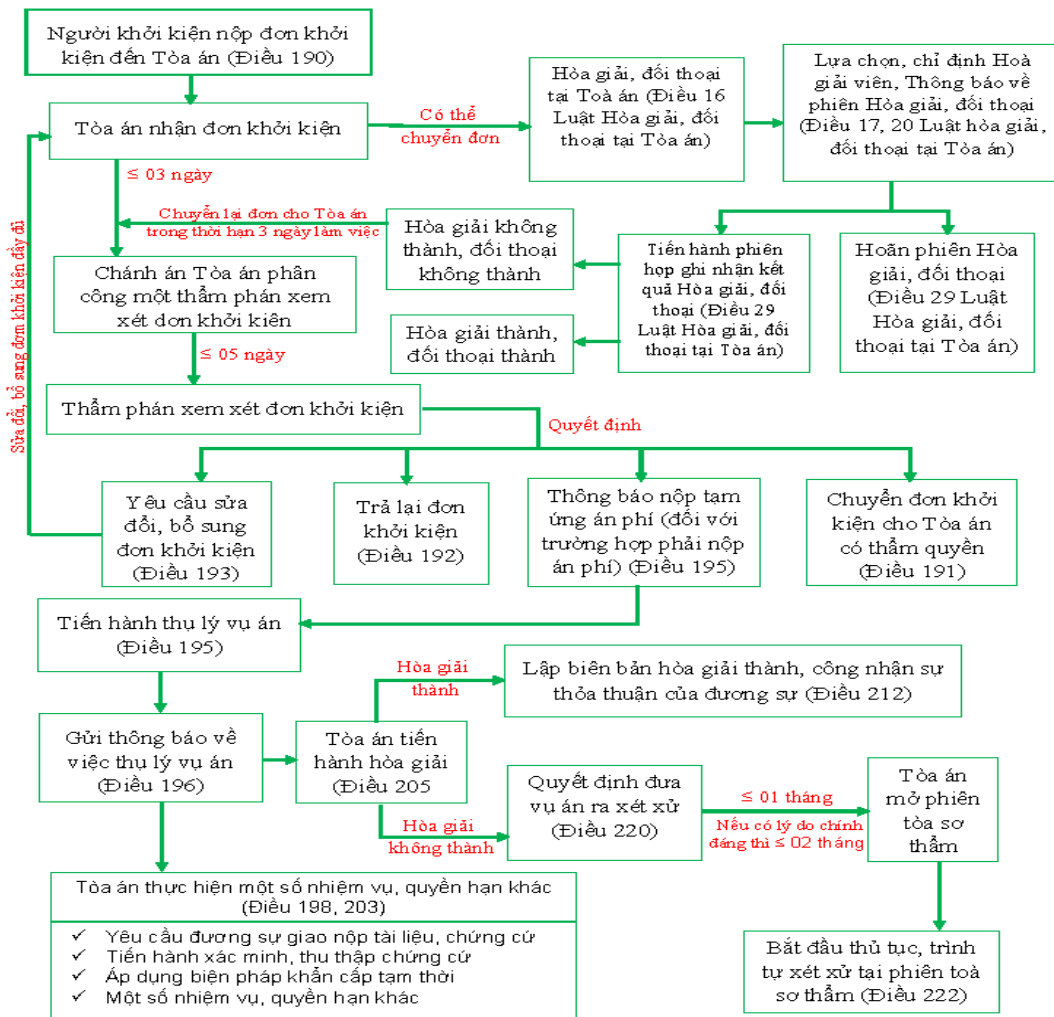 Người khởi kiện nộp đơn khởi
kiện đến Tòa án (Điều 190)
Tòa án nhận đơn khởi kiện
Có thể
chuyển đơn
Hòa giải, đối thoại
tại Toà án (Điều 16
Luật Hòa giải, đối
thoại tại Tòa án)
Lựa chọn, chỉ định Hoà
giải viên, Thông báo về
phiên Hòa giải, đối thoại
(Điều 17, 20 Luật hòa giải,
đối thoại tại Tòa án)
≤ 03 ngày
Chuyển lại đơn cho Tòa án
trong thời hạn 3 ngày làm việc
Hòa giải không
thành, đối thoại
không thành
Tiến hành phiên
họp ghi nhận kết
quả Hòa giải, đối
thoại (Điều 29
Luật Hòa giải, đối
thoại tại Tòa án)
Hoãn phiên Hòa
giải, đối thoại
(Điều 29 Luật
Hòa giải, đối
thoại tại Tòa án)
Chánh án Tòa án phân
công một thẩm phán xem
xét đơn khởi kiên
Hòa giải thành,
đối thoại thành
≤ 05 ngày
Sửa đổi, bổ sung đơm khởi kiện đầy đủ
Thẩm phán xem xét đơn khởi kiện
Quyết định
Yêu cầu sửa
đổi, bổ sung
đơn khởi kiện
(Điều 193)
Trả lại đơn
khởi kiện
(Điều 192)
Thông báo nộp tạm
ứng án phí (đối với
trường hợp phải nộp
án phí) (Điều 195)
Chuyển đơn khởi
kiện cho Tòa án
có thẩm quyền
(Điều 191)
Tiến hành thụ lý vụ án
(Điều 195)
Hòa giải
thành
Lập biên bản hòa giải thành, công nhận sự
thỏa thuận của đương sự (Điều 212)
Gửi thông báo về
việc thụ lý vụ án
(Điều 196)
Tòa án tiến
hành hòa giải
(Điều 205
Hòa giải
không thành
Quyết định đưa
vụ án ra xét xử
(Điều 220)
≤ 01 tháng
Nếu có lý do chính
đáng thì ≤ 02 tháng
Tòa án
mở phiên
tòa sơ
thẩm
Tòa án thực hiện một số nhiệm vụ, quyền hạn khác
(Điều 198, 203)
✓ Yêu cầu đương sự giao nộp tài liệu, chứng cứ
✓ Tiến hành xác minh, thu thập chứng cứ
✓ Áp dụng biện pháp khẩn cấp tạm thời
✓ Một số nhiệm vụ, quyền hạn khác
Bắt đầu thủ tục, trình
tự xét xử tại phiên toà
sơ thẩm (Điều 222)